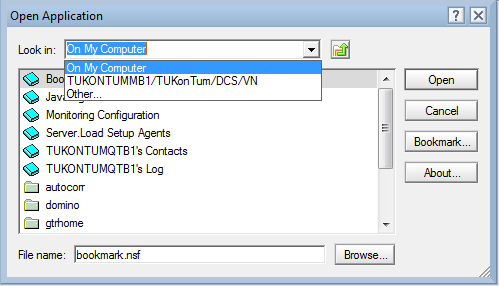 Open Application
Look in: On My Computer
On My Computer
TUKONTUMMB1/TUKonTum/DCS/VN
Other...
Boo
Java
Monitoring Configuration
Server.Load Setup Agents
TUKONTUMQTB1's Contacts
TUKONTUMQTB1's Log
autocorr
domino
gtrhome
Open
Cancel
Bookmark...
About...
File name: bookmark.nsf
Browse...